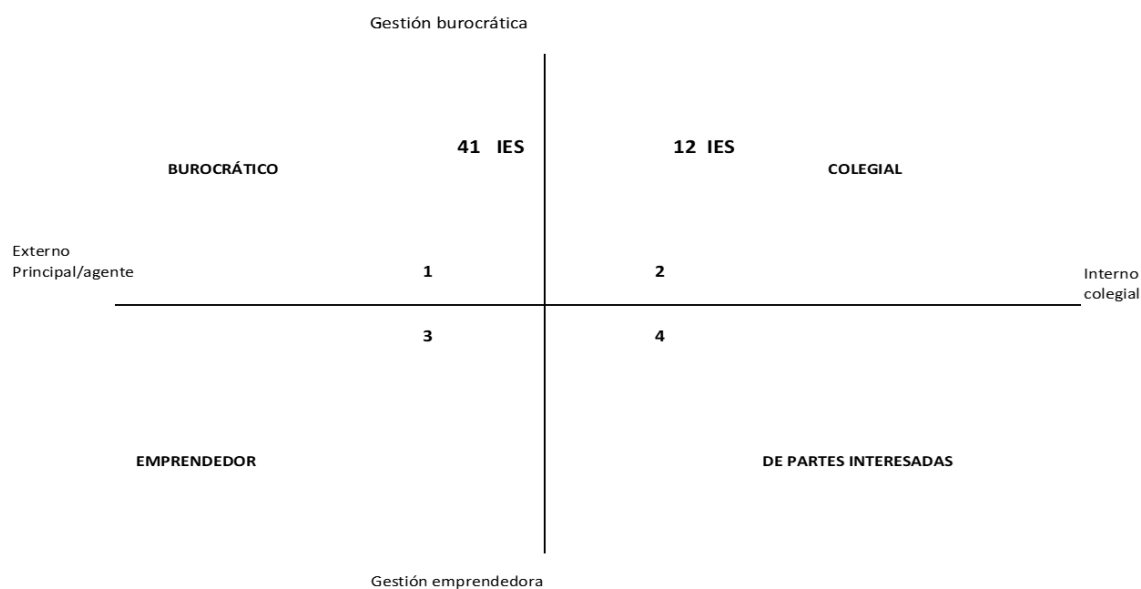 Gestión burocrática
41 IES
12 IES
BUROCRÁTICO
COLEGIAL
Externo
Principal/agente
1
2
Interno
colegial
3
4
EMPRENDEDOR
DE PARTES INTERESADAS
Gestión emprendedora